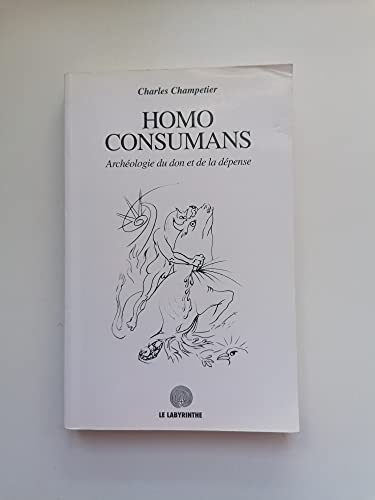 Charles Champetier
HOMO
CONSUMANS
Archéologie du don et de la dépense
LE LABYRINTHE